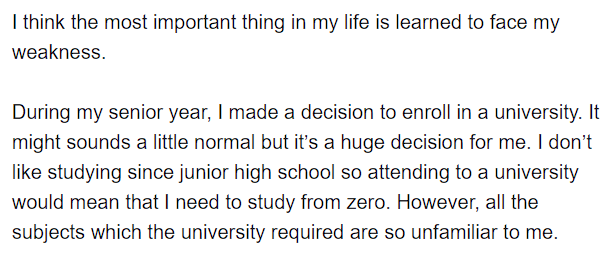 I think the most important thing in my life is learned to face my
weakness.
During my senior year, I made a decision to enroll in a university. It
might sounds a little normal but it's a huge decision for me. I don't
like studying since junior high school so attending to a university
would mean that I need to study from zero. However, all the
subjects which the university required are so unfamiliar to me.